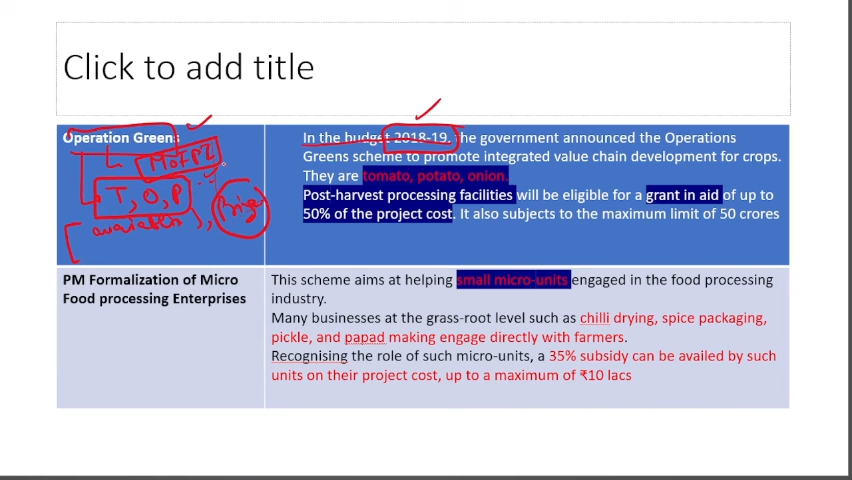 Click to add title
Operation Greens
MOFPI
T, O, P
In the budget 2018-19, the government announced the Operations
Greens scheme to promote integrated value chain development for crops.
They are tomato, potato, onion.
Post-harvest processing facilities will be eligible for a grant in aid of up to
50% of the project cost. It also subjects to the maximum limit of 50 crores
PM Formalization of Micro
Food processing Enterprises
This scheme aims at helping small micro-units engaged in the food processing
industry.
Many businesses at the grass-root level such as chilli drying, spice packaging,
pickle, and papad making engage directly with farmers.
Recognising the role of such micro-units, a 35% subsidy can be availed by such
units on their project cost, up to a maximum of ₹10 lacs